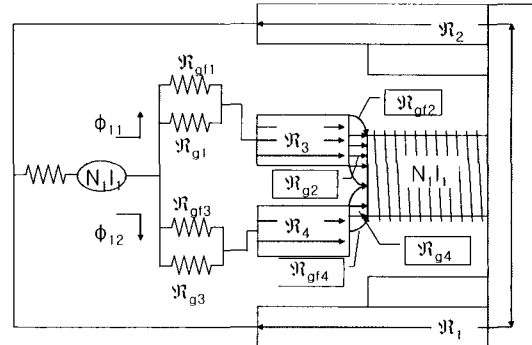 ℜ2
ℜgf1
ℜgf2
ϕ11
ℜg1
ℜ3
N1I1
ℜg2
N1I1
ℜgf3
ϕ12
ℜ4
ℜg4
ℜg3
ℜgf4
ℜ1